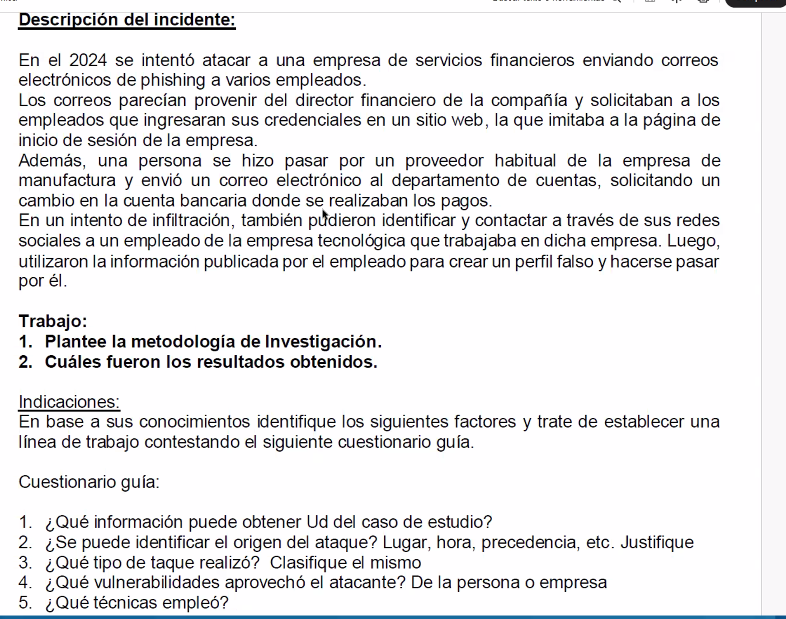 Descripción del incidente:
En el 2024 se intentó atacar a una empresa de servicios financieros enviando correos
electrónicos de phishing a varios empleados.
Los correos parecían provenir del director financiero de la compañía y solicitaban a los
empleados que ingresaran sus credenciales en un sitio web, la que imitaba a la página de
inicio de sesión de la empresa.
Además, una persona se hizo pasar por un proveedor habitual de la empresa de
manufactura y envió un correo electrónico al departamento de cuentas, solicitando un
cambio en la cuenta bancaria donde se realizaban los pagos.
En un intento de infiltración, también pudieron identificar y contactar a través de sus redes
sociales a un empleado de la empresa tecnológica que trabajaba en dicha empresa. Luego,
utilizaron la información publicada por el empleado para crear un perfil falso y hacerse pasar
por él.
Trabajo:
1. Plantee la metodología de Investigación.
2. Cuáles fueron los resultados obtenidos.
Indicaciones:
En base a sus conocimientos identifique los siguientes factores y trate de establecer una
línea de trabajo contestando el siguiente cuestionario guía.
Cuestionario guía:
1. ¿Qué información puede obtener Ud del caso de estudio?
2. ¿Se puede identificar el origen del ataque? Lugar, hora, precedencia, etc. Justifique
3. ¿Qué tipo de taque realizó? Clasifique el mismo
4. ¿Qué vulnerabilidades aprovechó el atacante? De la persona o empresa
5. ¿Qué técnicas empleó?